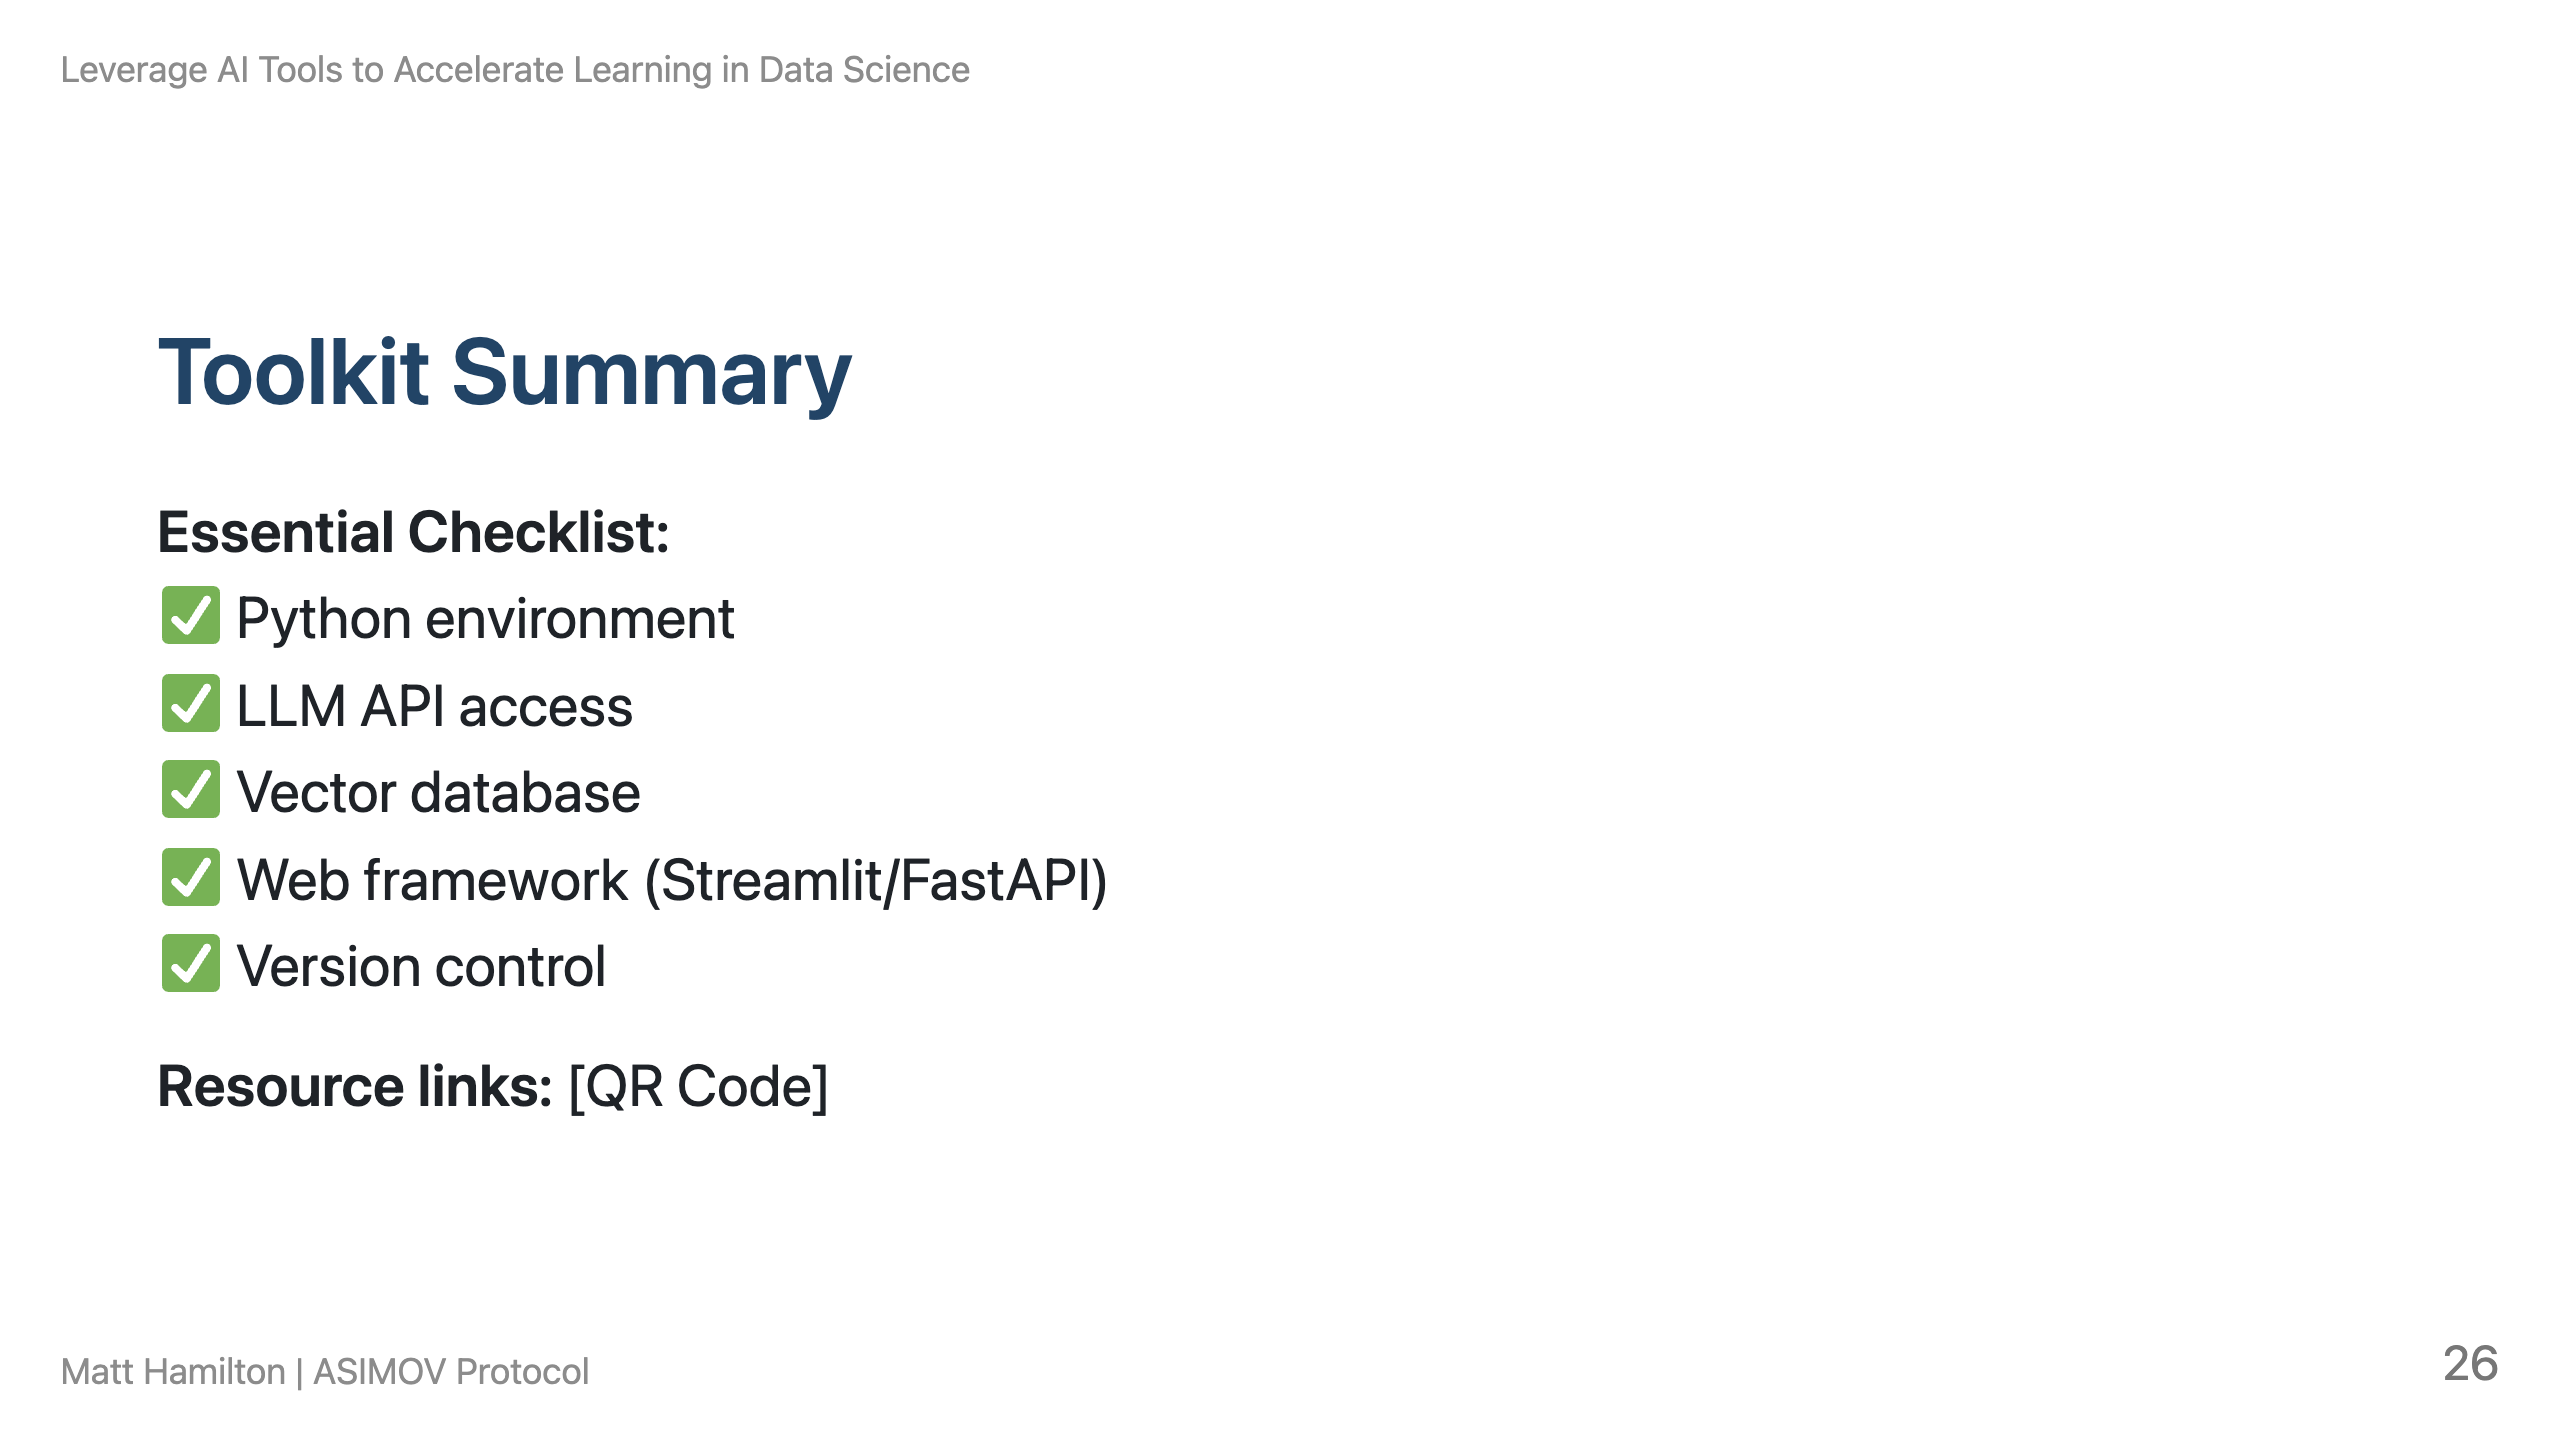 Leverage AI Tools to Accelerate Learning in Data Science
Toolkit Summary
Essential Checklist:
✅ Python environment
✅ LLM API access
✅ Vector database
✅ Web framework (Streamlit/FastAPI)
✅ Version control
Resource links: [QR Code]
Matt Hamilton | ASIMOV Protocol
26